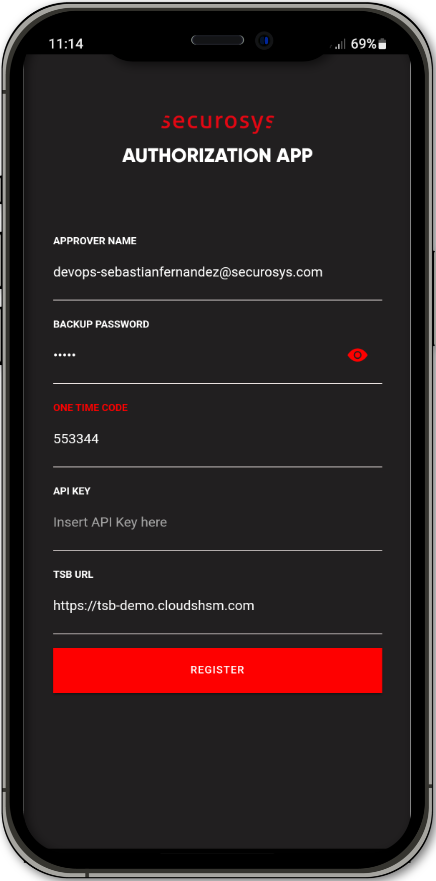 11:14
69%
securosys
AUTHORIZATION APP
APPROVER NAME
devops-sebastianfernandez@securosys.com
BACKUP PASSWORD
•••••
ONE TIME CODE
553344
API KEY
Insert API Key here
TSB URL
https://tsb-demo.cloudshsm.com
REGISTER